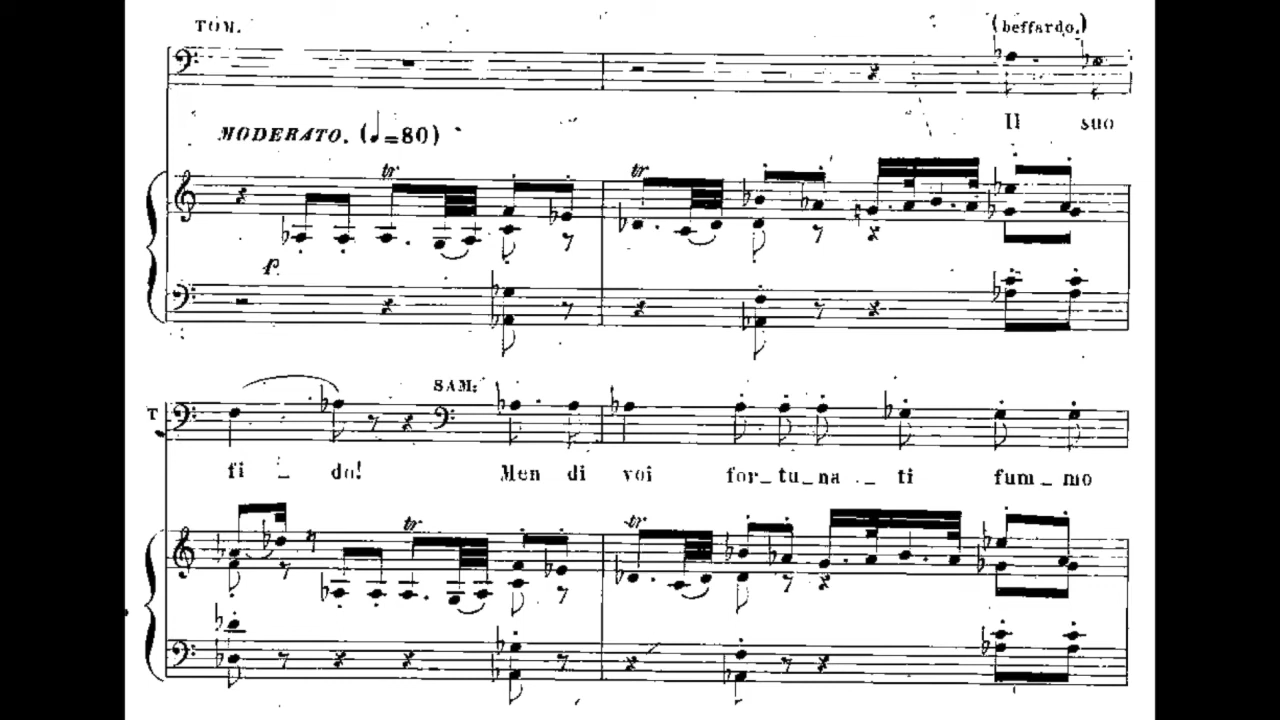 TOM.
(beffardo.)
Il suo
MODERATO. (♩=80)
tr tr
f.
SAM:
T
fi _ do! Men di voi for_tu_na _ ti fum_mo
tr tr